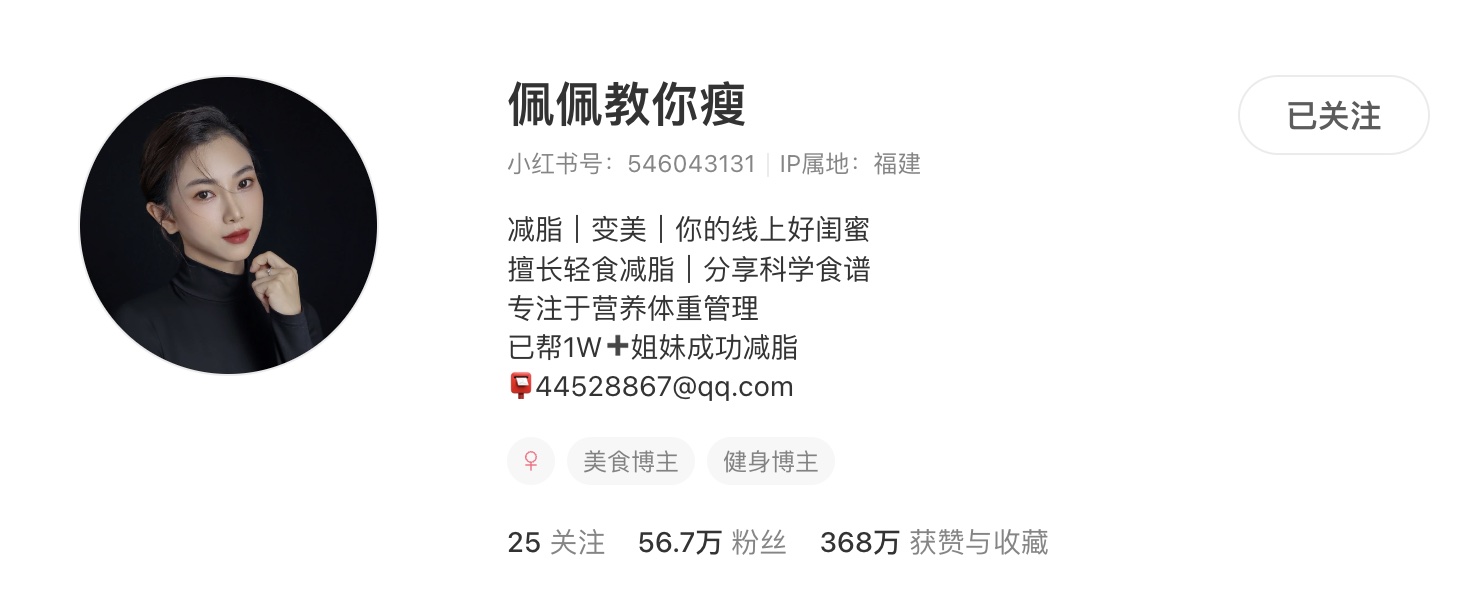 佩佩教你瘦
已关注
小红书号：546043131 | IP属地：福建
减脂｜变美｜你的线上好闺蜜
擅长轻食减脂｜分享科学食谱
专注于营养体重管理
已帮1W➕姐妹成功减脂
📮44528867@qq.com
♀ 美食博主 健身博主
25 关注 56.7万 粉丝 368万 获赞与收藏